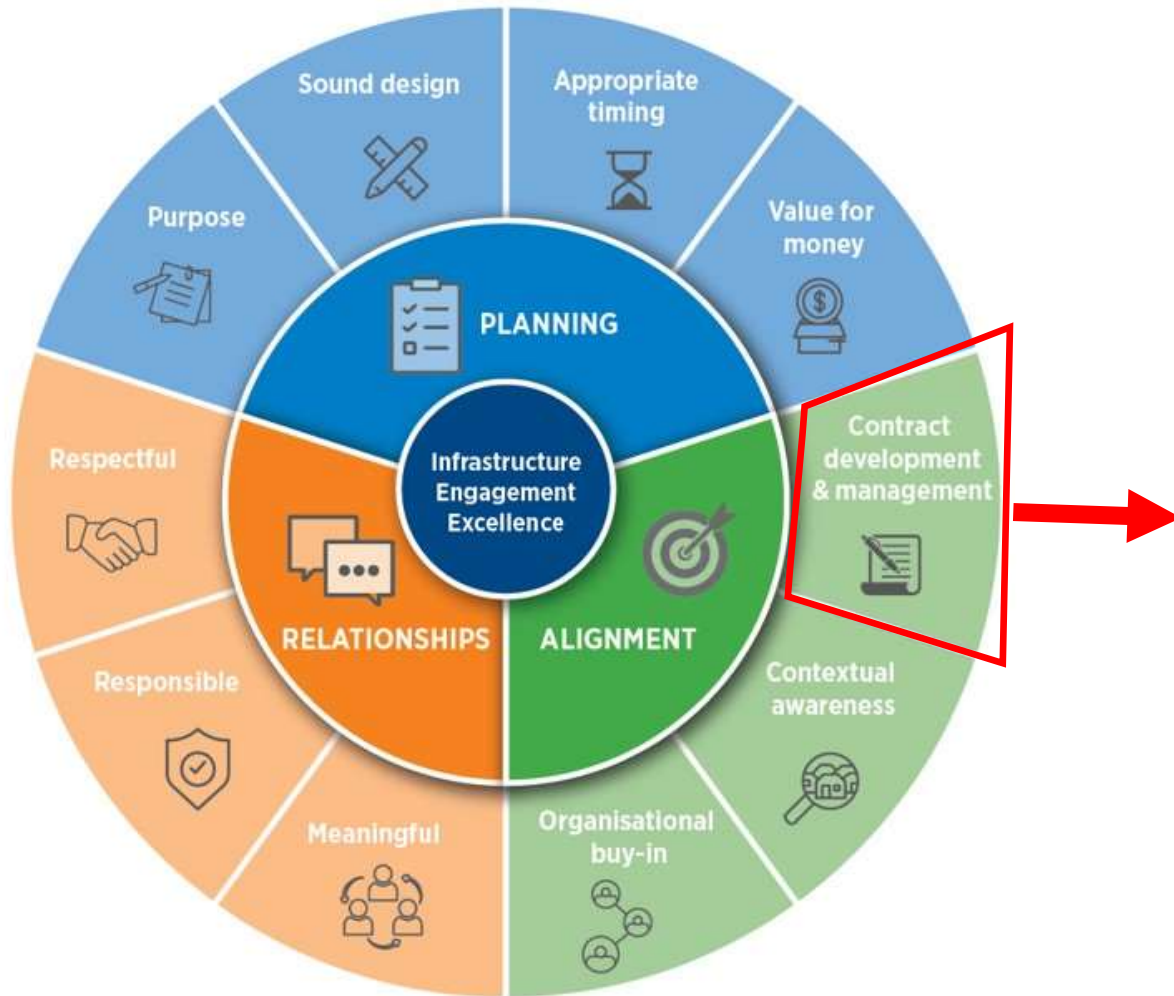 Sound design
Appropriate
timing
Purpose
Value for
money
PLANNING
Respectful
Infrastructure
Engagement
Excellence
Contract
development
& management
RELATIONSHIPS
ALIGNMENT
Responsible
Contextual
awareness
Meaningful
Organisational
buy-in
$